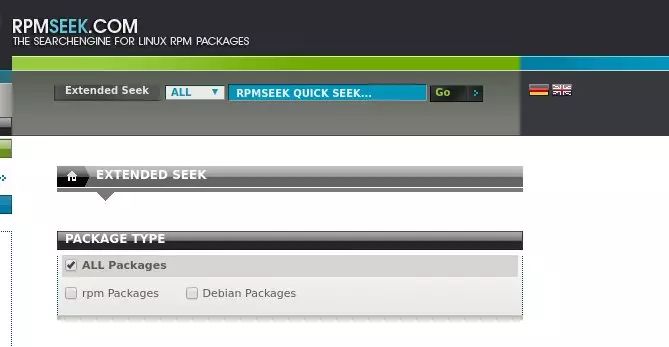 RPMSEEK.COM
THE SEARCHENGINE FOR LINUX RPM PACKAGES
Extended Seek ALL RPMSEEK QUICK SEEK... Go
EXTENDED SEEK
PACKAGE TYPE
ALL Packages
rpm Packages Debian Packages